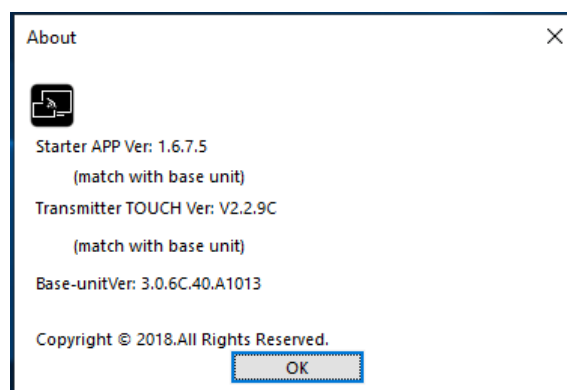 About
Starter APP Ver: 1.6.7.5
(match with base unit)
Transmitter TOUCH Ver: V2.2.9C
(match with base unit)
Base-unitVer: 3.0.6C.40.A1013
Copyright © 2018.All Rights Reserved.
OK